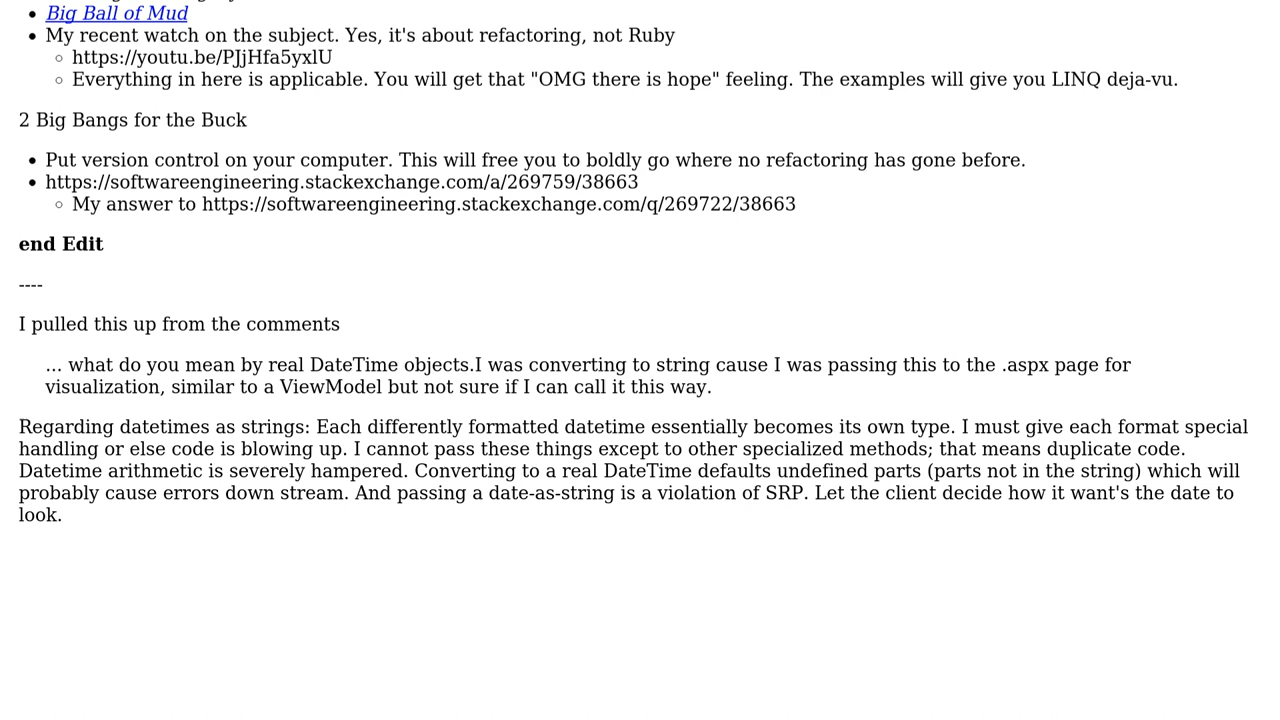 Big Ball of Mud
My recent watch on the subject. Yes, it's about refactoring, not Ruby
https://youtu.be/PJjHfa5yxlU
Everything in here is applicable. You will get that "OMG there is hope" feeling. The examples will give you LINQ deja-vu.
2 Big Bangs for the Buck
Put version control on your computer. This will free you to boldly go where no refactoring has gone before.
https://softwareengineering.stackexchange.com/a/269759/38663
My answer to https://softwareengineering.stackexchange.com/q/269722/38663
end Edit
----
I pulled this up from the comments
... what do you mean by real DateTime objects.I was converting to string cause I was passing this to the .aspx page for
visualization, similar to a ViewModel but not sure if I can call it this way.
Regarding datetimes as strings: Each differently formatted datetime essentially becomes its own type. I must give each format special
handling or else code is blowing up. I cannot pass these things except to other specialized methods; that means duplicate code.
Datetime arithmetic is severely hampered. Converting to a real DateTime defaults undefined parts (parts not in the string) which will
probably cause errors down stream. And passing a date-as-string is a violation of SRP. Let the client decide how it want's the date to
look.